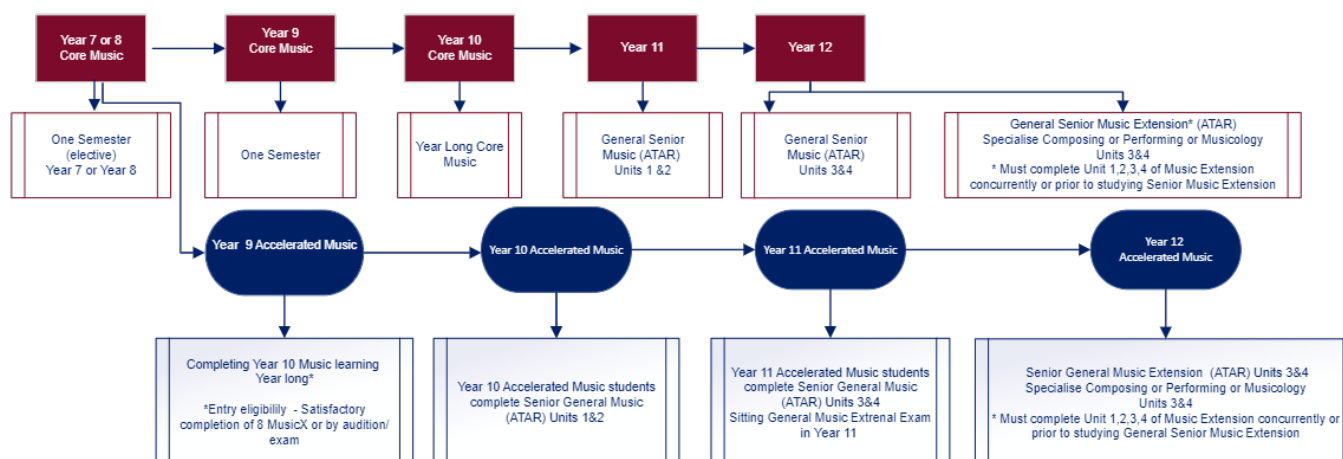 Year 7 or 8
Core Music
Year 9
Core Music
Year 10
Core Music
Year 11
Year 12
One Semester
(elective)
Year 7 or Year 8
One Semester
Year Long Core
Music
General Senior
Music (ATAR)
Units 1 &2
General Senior
Music (ATAR)
Units 3&4
General Senior Music Extension* (ATAR)
Specialise Composing or Performing or Musicology
Units 3&4
* Must complete Unit 1,2,3,4 of Music Extension
concurrently or prior to studying Senior Music Extension
Year 9 Accelerated Music
Year 10 Accelerated Music
Year 11 Accelerated Music
Year 12
Accelerated Music
Completing Year 10 Music learning
Year long*
*Entry eligibility - Satisfactory
completion of 8 MusicX or by audition/
exam
Year 10 Accelerated Music students
complete Senior General Music
(ATAR) Units 1&2
Year 11 Accelerated Music students
complete Senior General Music
(ATAR) Units 3&4
Sitting General Music Extrenal Exam
in Year 11
Senior General Music Extension (ATAR) Units 3&4
Specialise Composing or Performing or Musicology
Units 3&4
* Must complete Unit 1,2,3,4 of Music Extension concurrently or
prior to studying General Senior Music Extension